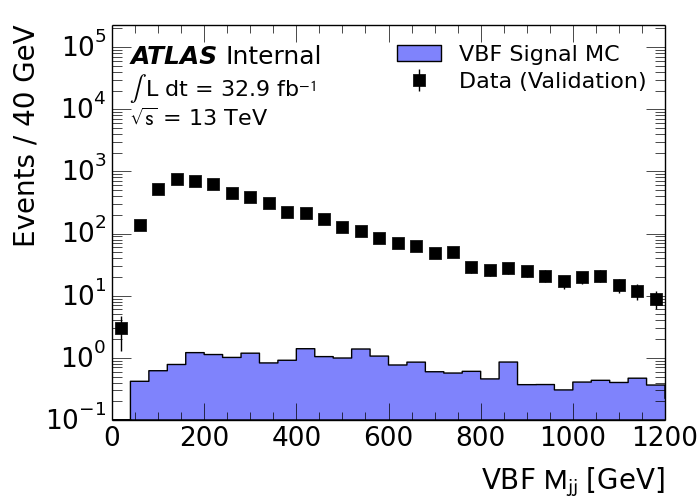 Events / 40 GeV
10⁵
10⁴
10³
10²
10¹
10⁰
10⁻¹
ATLAS Internal
∫L dt = 32.9 fb⁻¹
√s = 13 TeV
VBF Signal MC
Data (Validation)
0 200 400 600 800 1000 1200
VBF Mjj [GeV]